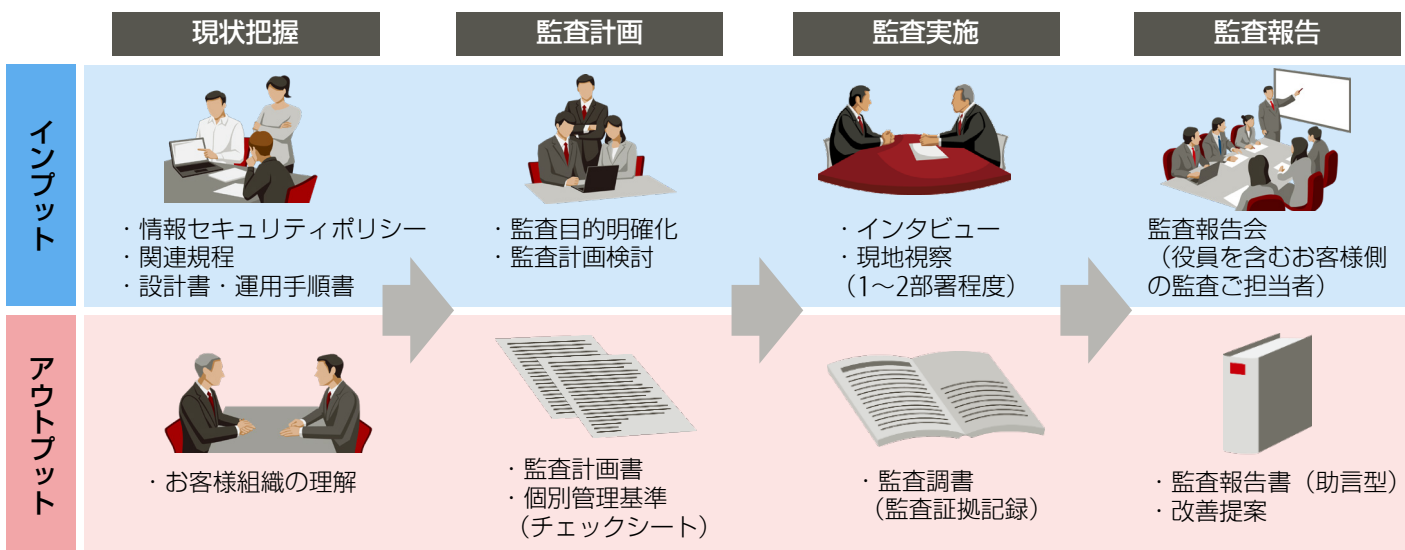 現状把握
監査計画
監査実施
監査報告
インプット
・情報セキュリティポリシー
・関連規程
・設計書・運用手順書
・監査目的明確化
・監査計画検討
・インタビュー
・現地視察
（1～2部署程度）
監査報告会
（役員を含むお客様側
の監査ご担当者）
アウトプット
・お客様組織の理解
・監査計画書
・個別管理基準
（チェックシート）
・監査調書
（監査証拠記録）
・監査報告書（助言型）
・改善提案